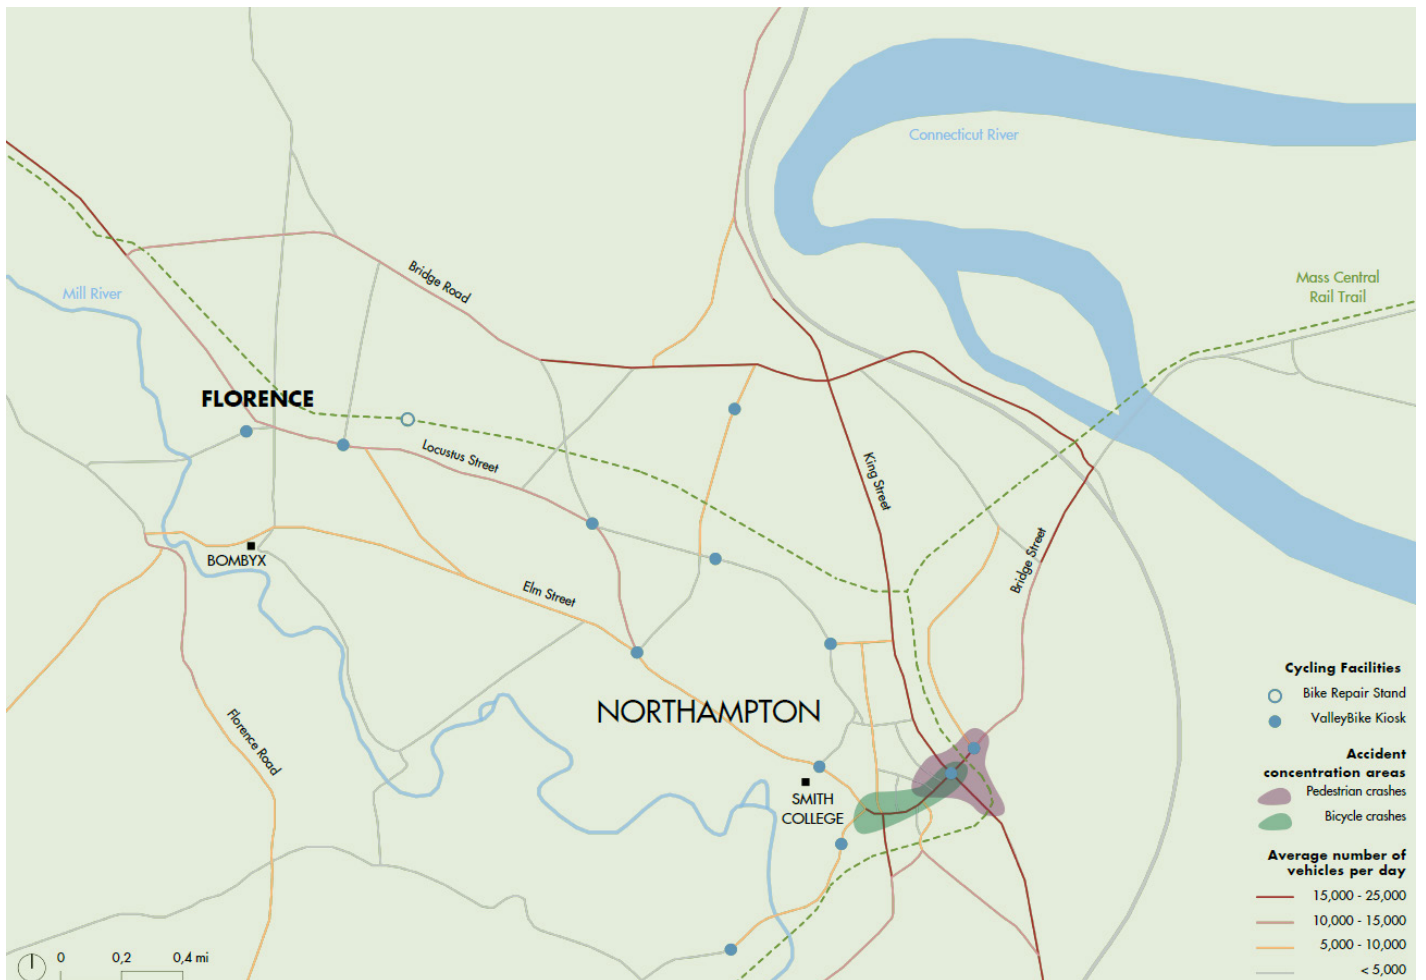 Connecticut River
Mass Central
Rail Trail
Mill River
Bridge Road
FLORENCE
Locustus Street
King Street
BOMBYX
Elm Street
Bridge Street
Florence Road
NORTHAMPTON
SMITH
COLLEGE
Cycling Facilities
Bike Repair Stand
ValleyBike Kiosk
Accident
concentration areas
Pedestrian crashes
Bicycle crashes
Average number of
vehicles per day
15,000 - 25,000
10,000 - 15,000
5,000 - 10,000
< 5,000
0 0,2 0,4 mi